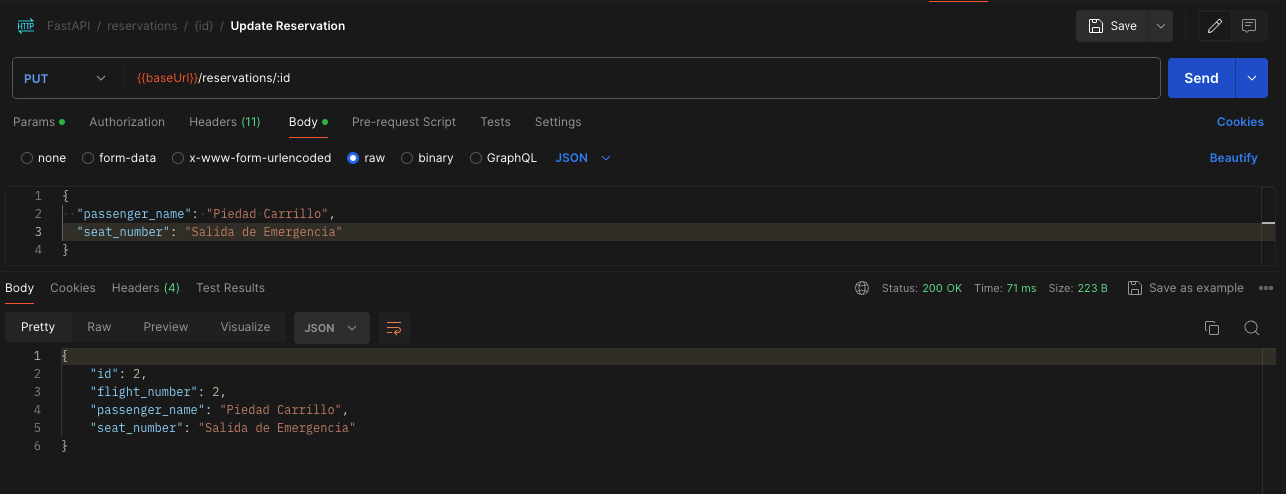 HTTP FastAPI / reservations / {id} / Update Reservation Save
PUT {{baseUrl}}/reservations/:id Send
Params Authorization Headers (11) Body Pre-request Script Tests Settings Cookies
none form-data x-www-form-urlencoded raw binary GraphQL JSON Beautify
1 {
2 "passenger_name": "Piedad Carrillo",
3 "seat_number": "Salida de Emergencia"
4 }
Body Cookies Headers (4) Test Results Status: 200 OK Time: 71 ms Size: 223 B Save as example
Pretty Raw Preview Visualize JSON
1 {
2 "id": 2,
3 "flight_number": 2,
4 "passenger_name": "Piedad Carrillo",
5 "seat_number": "Salida de Emergencia"
6 }